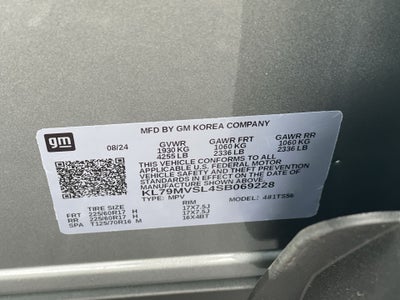 gm
MFD BY GM KOREA COMPANY
08/24 GVWR GAWR FRT GAWR RR
1930 KG 1060 KG 1060 KG
4255 LB 2336 LB 2336 LB
THIS VEHICLE CONFORMS TO ALL
APPLICABLE U.S. FEDERAL MOTOR
VEHICLE SAFETY AND THEFT PREVENTION
STANDARDS IN EFFECT ON THE DATE OF
MANUFACTURE SHOWN ABOVE.
KL79MVSL4SB069228
TYPE: MPV MODEL:
TIRE SIZE RIM
FRT 225/60R17 H 17X7.5J
RR 225/60R17 H 17X7.5J
SPA T125/70R16 M 16X4BT